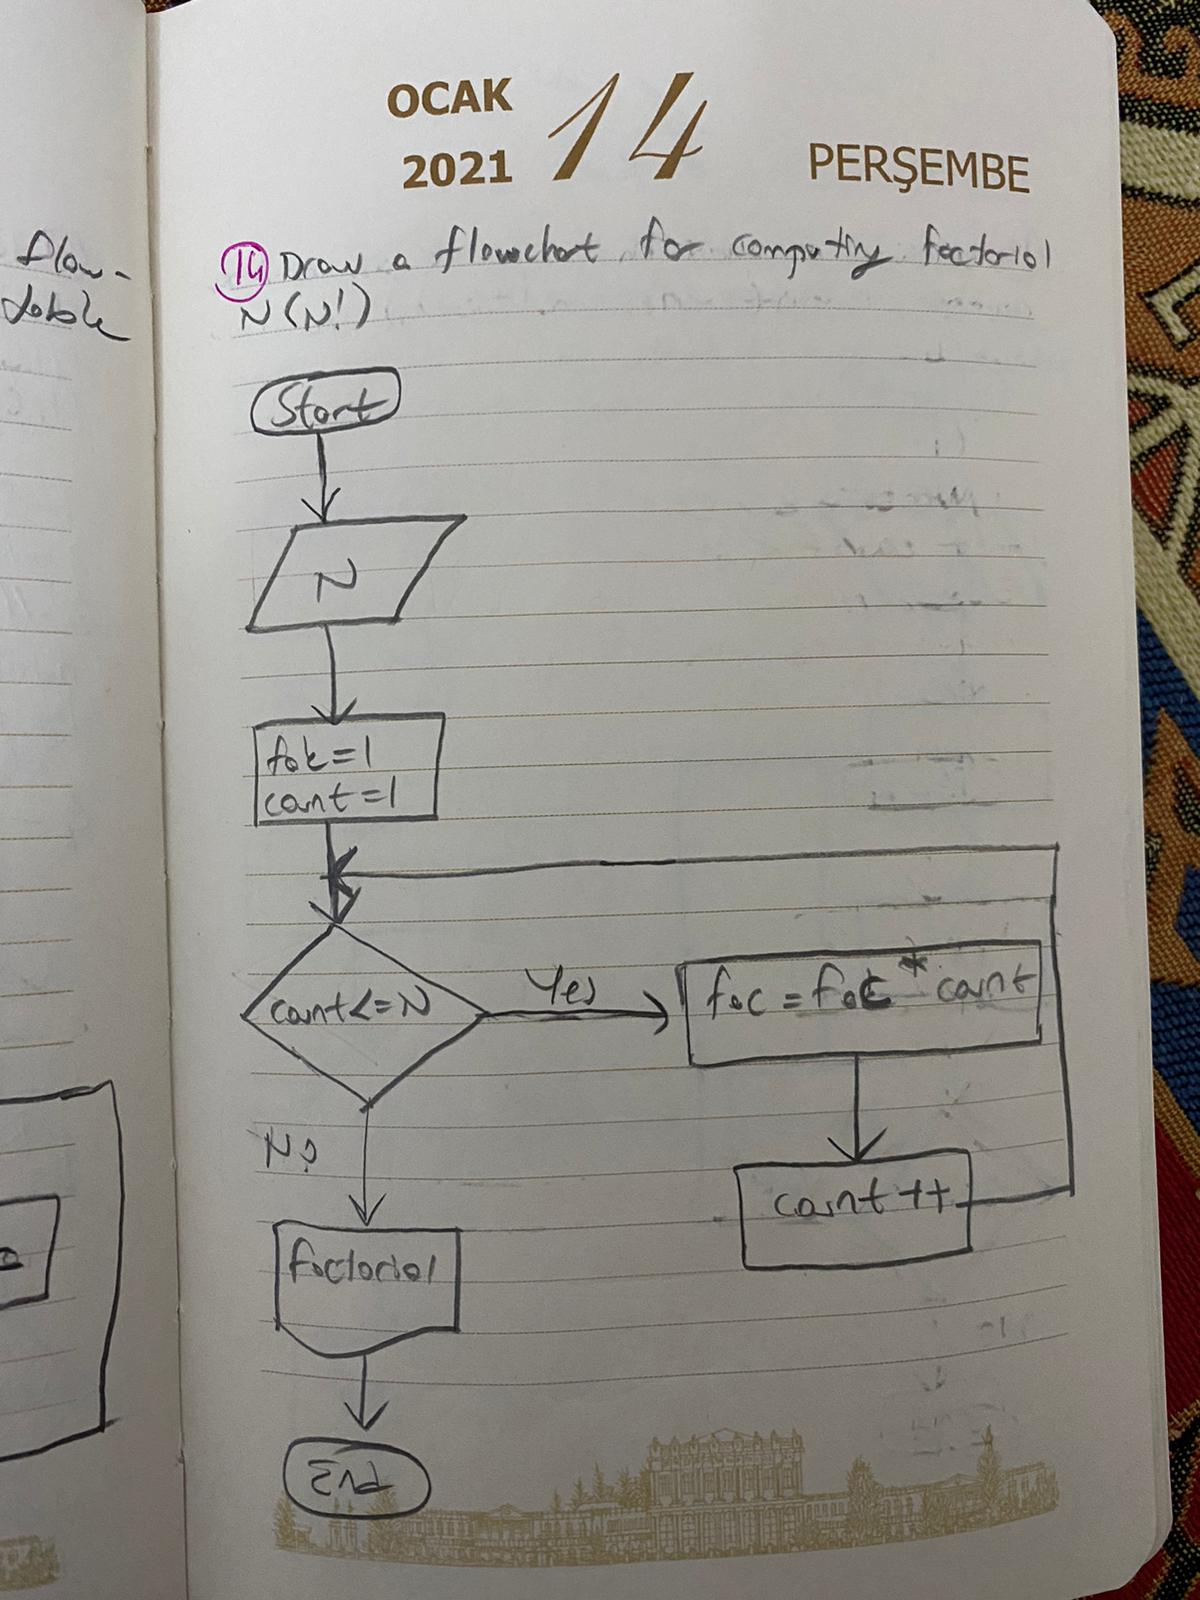 OCAK
2021
14
PERŞEMBE
flow-
14 Draw a flowchart for computing factorial
N (N!)
Start
N
fak=1
count=1
count<=N
Yes
fac = fac * count
No
count ++
factorial
End